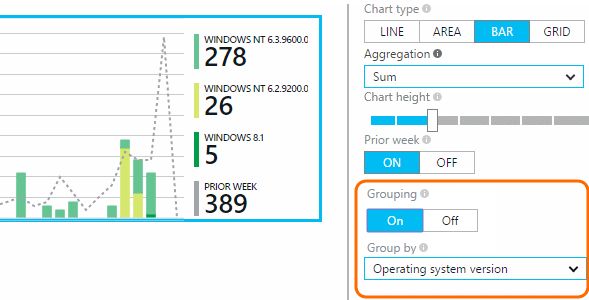 WINDOWS NT 6.3.9600.0
278
WINDOWS NT 6.2.9200.0
26
WINDOWS 8.1
5
PRIOR WEEK
389
Chart type
LINE AREA BAR GRID
Aggregation
Sum
Chart height
Prior week
ON OFF
Grouping
On Off
Group by
Operating system version